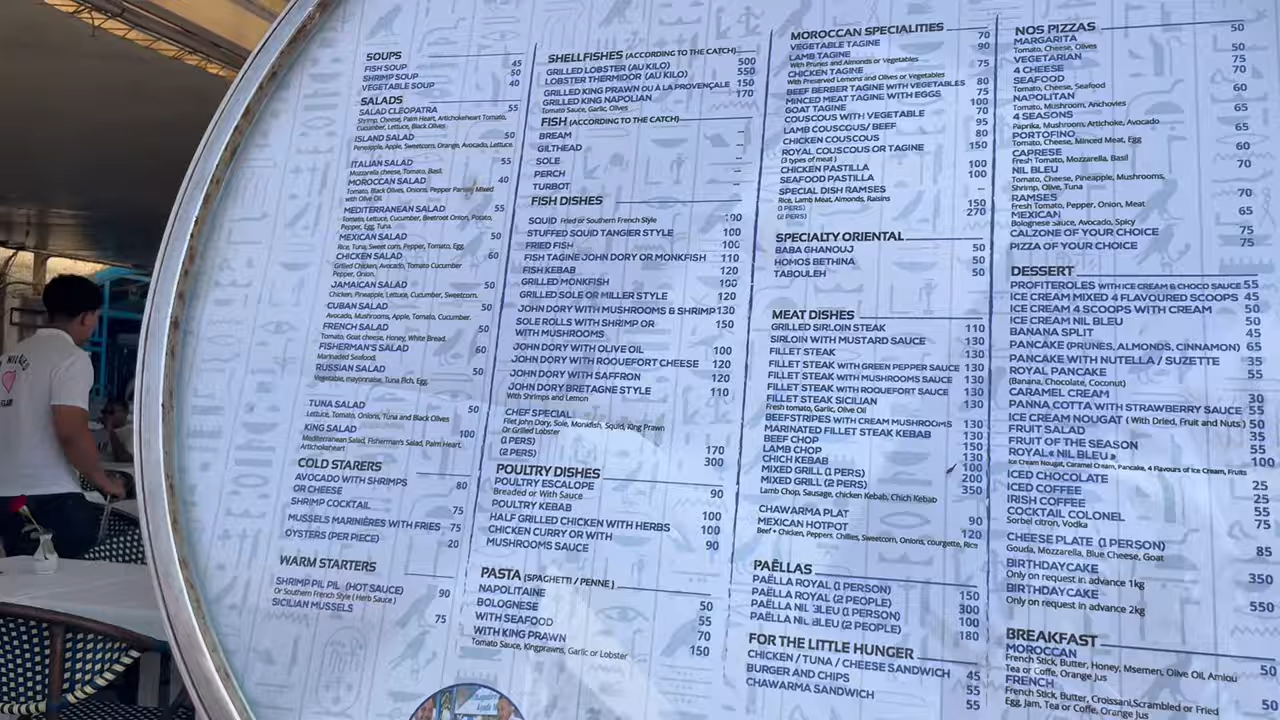 SOUPS
FISH SOUP 45
SHRIMP SOUP 50
VEGETABLE SOUP 40
SALADS
SALAD CLEOPATRA 55
Shrimp, Cheese, Palm Heart, Artichokeheart Tomato,
Cucumber, Lettuce, Black Olives
ISLAND SALAD 50
Peneapple, Apple, Sweetcorn, Orange, Avocado, Lettuce.
ITALIAN SALAD 55
Mozzarella cheese, Tomato, Basil.
MOROCCAN SALAD 40
Tomato, Black Olives, Onions, Pepper Parsley Mixed
with Olive Oil
MEDITERRANEAN SALAD 55
Tomato, Lettuce, Cucumber, Beetroot Onion, Potato,
Pepper, Egg, Tuna.
MEXICAN SALAD 50
Rice, Tuna, Sweet corn, Pepper, Tomato, Egg
CHICKEN SALAD 60
Grilled Chicken, Avocado, Tomato Cucumber
Pepper, Onion.
JAMAICAN SALAD 50
Chicken, Pineapple, Lettuce, Cucumber, Sweetcorn.
CUBAN SALAD 50
Avocado, Mushrooms, Apple, Tomato, Cucumber.
FRENCH SALAD 50
Tomato, Goat cheese, Honey, White Bread.
FISHERMAN'S SALAD 60
Marinaded Seafood.
RUSSIAN SALAD 50
Vegetable, mayonnaise, Tuna Fich, Egg.
TUNA SALAD 50
Lettuce, Tomato, Onions, Tuna and Black Olives
KING SALAD 100
Mediterranean Salad, Fisherman's Salad, Palm Heart.
Artichokeheart
COLD STARERS
AVOCADO WITH SHRIMPS
OR CHEESE 80
SHRIMP COCKTAIL 75
MUSSELS MARINIÈRES WITH FRIES 75
OYSTERS (PER PIECE) 20
WARM STARTERS
SHRIMP PIL PIL (HOT SAUCE) 90
Or Southern French Style ( Herb Sauce )
SICILIAN MUSSELS 75
SHELLFISHES (ACCORDING TO THE CATCH)
GRILLED LOBSTER (AU KILO) 500
LOBSTER THERMIDOR (AU KILO) 550
GRILLED KING PRAWN OU À LA PROVENÇALE 150
GRILLED KING NAPOLIAN 170
Tomato Sauce, Garlic, Olives
FISH (ACCORDING TO THE CATCH)
BREAM --
GILTHEAD --
SOLE --
PERCH --
TURBOT --
FISH DISHES
SQUID Fried or Southern French Style 90
STUFFED SQUID TANGIER STYLE 100
FRIED FISH 100
FISH TAGINE JOHN DORY OR MONKFISH 110
FISH KEBAB 120
GRILLED MONKFISH 100
GRILLED SOLE OR MILLER STYLE 120
JOHN DORY WITH MUSHROOMS & SHRIMP 130
SOLE ROLLS WITH SHRIMP OR 150
WITH MUSHROOMS
JOHN DORY WITH OLIVE OIL 100
JOHN DORY WITH ROQUEFORT CHEESE 120
JOHN DORY WITH SAFFRON 120
JOHN DORY BRETAGNE STYLE 110
With Shrimps and Lemon
CHEF SPECIAL
Filet John Dory, Sole, Monkfish, Squid, King Prawn
Or Grilled Lobster
(1 PERS) 170
(2 PERS) 300
POULTRY DISHES
POULTRY ESCALOPE 90
Breaded or With Sauce
POULTRY KEBAB 100
HALF GRILLED CHICKEN WITH HERBS 100
CHICKEN CURRY OR WITH 90
MUSHROOMS SAUCE
PASTA (SPAGHETTI / PENNE )
NAPOLITAINE 50
BOLOGNESE 55
WITH SEAFOOD 70
WITH KING PRAWN 150
Tomato Sauce, Kingprawns, Garlic or Lobster
MOROCCAN SPECIALITIES
VEGETABLE TAGINE 70
LAMB TAGINE 90
With Prunes and Almonds or Vegetables
CHICKEN TAGINE 75
With Preserved Lemons and Olives or Vegetables
BEEF BERBER TAGINE WITH VEGETABLES 80
MINCED MEAT TAGINE WITH EGGS 75
GOAT TAGINE 100
COUSCOUS WITH VEGETABLE 70
LAMB COUSCOUS/ BEEF 95
CHICKEN COUSCOUS 80
ROYAL COUSCOUS OR TAGINE 150
(3 types of meat )
CHICKEN PASTILLA 100
SEAFOOD PASTILLA 100
SPECIAL DISH RAMSES --
Rice, Lamb Meat, Almonds, Raisins
(1 PERS) 150
(2 PERS) 270
SPECIALTY ORIENTAL
BABA GHANOUJ 50
HOMOS BETHINA 50
TABOULEH 50
MEAT DISHES
GRILLED SIRLOIN STEAK 110
SIRLOIN WITH MUSTARD SAUCE 130
FILLET STEAK 130
FILLET STEAK WITH GREEN PEPPER SAUCE 130
FILLET STEAK WITH MUSHROOMS SAUCE 130
FILLET STEAK WITH ROQUEFORT SAUCE 130
FILLET STEAK SICILIAN 130
Fresh tomato, Garlic, Olive Oil
BEEFSTRIPES WITH CREAM MUSHROOMS 130
MARINATED FILLET STEAK KEBAB 130
BEEF CHOP 150
LAMB CHOP 130
CHICH KEBAB 100
MIXED GRILL (1 PERS) 200
MIXED GRILL (2 PERS) 350
Lamb Chop, Sausage, chicken Kebab, Chich Kebab
CHAWARMA PLAT 90
MEXICAN HOTPOT 120
Beef + Chicken, Peppers. Chillies, Sweetcorn, Onions, courgette, Rice
PAËLLAS
PAËLLA ROYAL (1 PERSON) 150
PAËLLA ROYAL (2 PEOPLE) 300
PAËLLA NIL BLEU (1 PERSON) 100
PAËLLA NIL BLEU (2 PEOPLE) 180
FOR THE LITTLE HUNGER
CHICKEN / TUNA / CHEESE SANDWICH 45
BURGER AND CHIPS 55
CHAWARMA SANDWICH 55
NOS PIZZAS
MARGARITA 50
Tomato, Cheese, Olives
VEGETARIAN 50
4 CHEESE 75
SEAFOOD 70
Tomato, Cheese, Seafood
NAPOLITAN 60
Tomato, Mushroom, Anchovies
4 SEASONS 65
Paprika, Mushroom, Artichoke, Avocado
PORTOFINO 65
Tomato, Cheese, Minced Meat, Egg
CAPRESE 60
Fresh Tomato, Mozzarella, Basil
NIL BLEU 70
Tomato, Cheese, Pineapple, Mushrooms,
Shrimp, Olive, Tuna
RAMSES 70
Fresh Tomato, Pepper, Onion, Meat
MEXICAN 65
Bolognese Sauce, Avocado, Spicy
CALZONE OF YOUR CHOICE 75
PIZZA OF YOUR CHOICE 75
DESSERT
PROFITEROLES WITH ICE CREAM & CHOCO SAUCE 55
ICE CREAM MIXED 4 FLAVOURED SCOOPS 45
ICE CREAM 4 SCOOPS WITH CREAM 50
ICE CREAM NIL BLEU 50
BANANA SPLIT 45
PANCAKE (PRUNES, ALMONDS, CINNAMON) 65
PANCAKE WITH NUTELLA / SUZETTE 35
ROYAL PANCAKE 55
(Banana, Chocolate, Coconut)
CARAMEL CREAM 30
PANNA COTTA WITH STRAWBERRY SAUCE 55
ICE CREAM NOUGAT ( With Dried, Fruit and Nuts ) 50
FRUIT SALAD 35
FRUIT OF THE SEASON 55
ROYAL « NIL BLEU » 100
Ice Cream Nougat, Caramel Cream, Pancake, 4 Flavours of Ice Cream, Fruits
ICED CHOCOLATE 25
ICED COFFEE 25
IRISH COFFEE 55
COCKTAIL COLONEL 75
Sorbel citron, Vodka
CHEESE PLATE (1 PERSON) 85
Gouda, Mozzarella, Blue Cheese, Goat
BIRTHDAYCAKE 350
Only on request in advance 1kg
BIRTHDAYCAKE 550
Only on request in advance 2kg
BREAKFAST
MOROCCAN 50
French Stick, Butter, Honey, Msemen, Olive Oil, Amlou
Tea or Coffe, Orange Jus
FRENCH 50
French Stick, Butter, Croissant,Scrambled or Fried
Egg, Jam, Tea or Coffe, Orange Jus